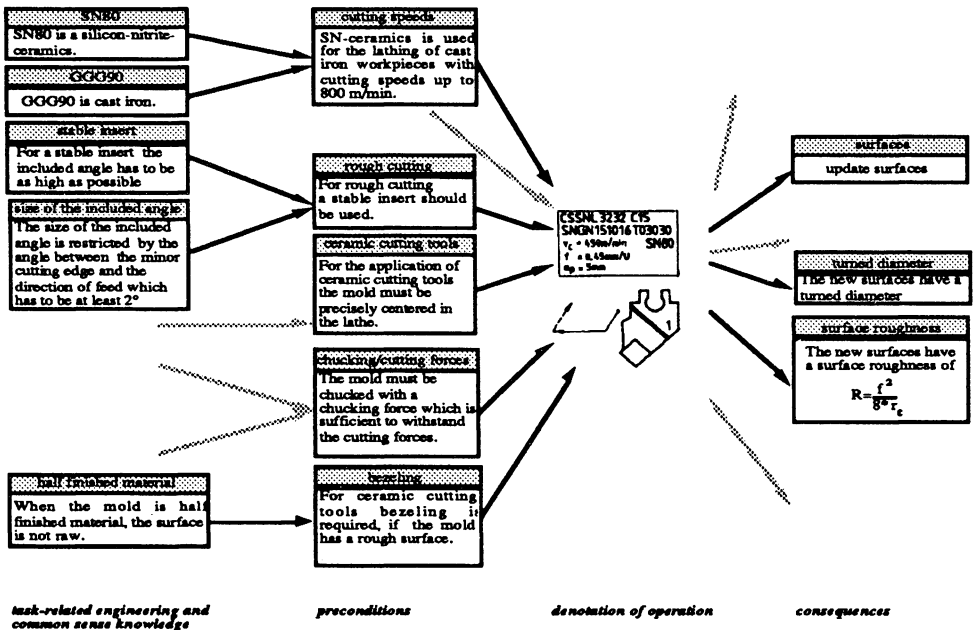 SN80
SN80 is a silicon-nitrite-
ceramics.
GGG90
GGG90 is cast iron.
stable insert
For a stable insert the
included angle has to be
as high as possible
size of the included angle
The size of the included
angle is restricted by the
angle between the minor
cutting edge and the
direction of feed which
has to be at least 2°
half finished material
When the mold is half
finished material, the surface
is not raw.
task-related engineering and
common sense knowledge
cutting speeds
SN-ceramics is used
for the lathing of cast
iron workpieces with
cutting speeds up to
800 m/min.
rough cutting
For rough cutting
a stable insert should
be used.
ceramic cutting tools
For the application of
ceramic cutting tools
the mold must be
precisely centered in
the lathe.
chucking/cutting forces
The mold must be
chucked with a
chucking force which is
sufficient to withstand
the cutting forces.
bezeling
For ceramic cutting
tools bezeling is
required, if the mold
has a rough surface.
preconditions
CSSNL 3232 C15
SNGN151016 T03030
vc = 450m/min SN80
f = 0,45mm/U
ap = 5mm
1
denotation of operation
surfaces
update surfaces
turned diameter
The new surfaces have a
turned diameter
surface roughness
The new surfaces have
a surface roughness of
R=f²/8*rε
consequences